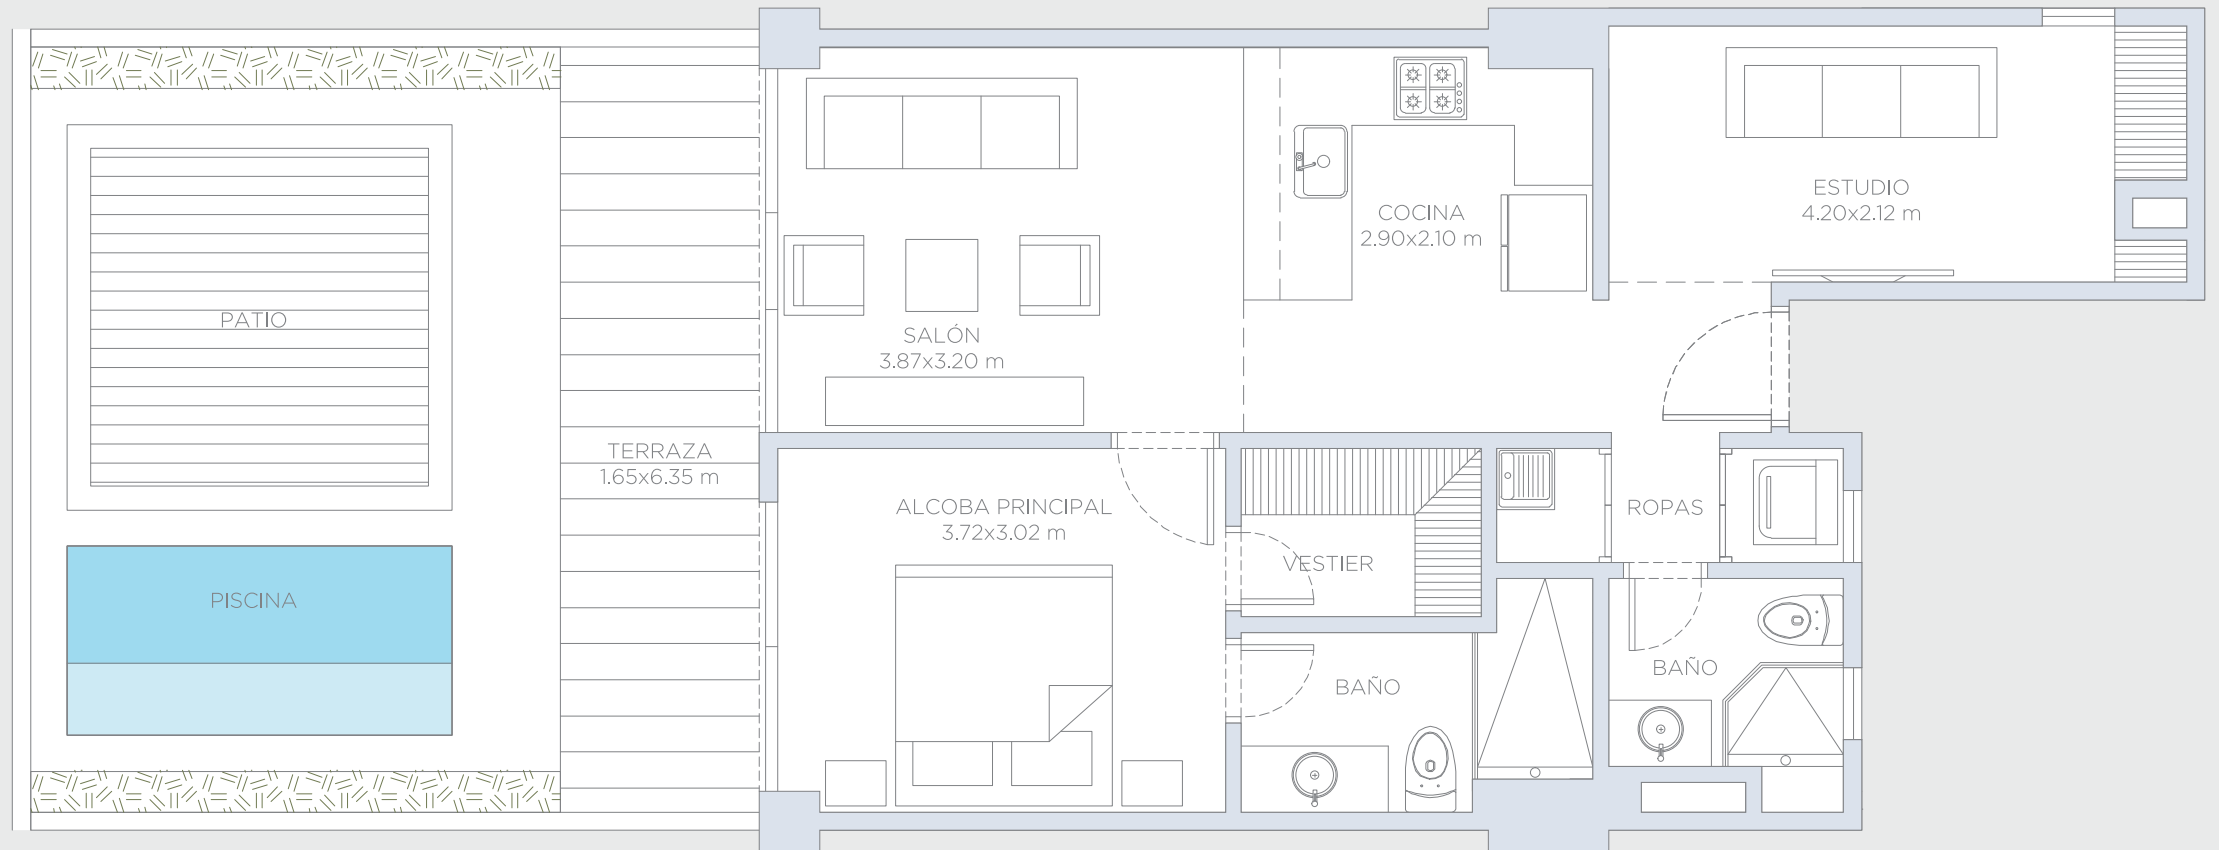 PATIO
PISCINA
TERRAZA
1.65x6.35 m
SALÓN
3.87x3.20 m
COCINA
2.90x2.10 m
ESTUDIO
4.20x2.12 m
ALCOBA PRINCIPAL
3.72x3.02 m
VESTIER
ROPAS
BAÑO
BAÑO